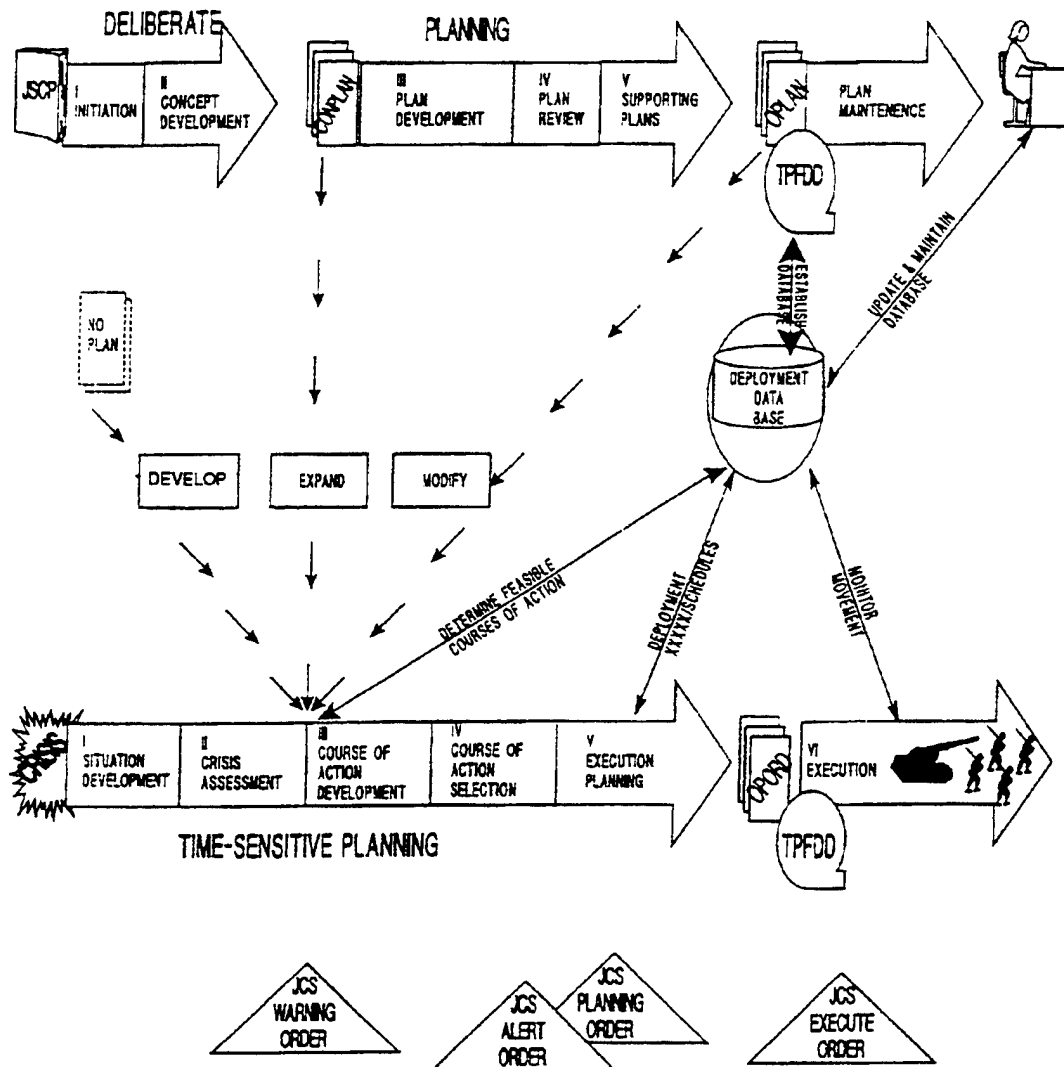 DELIBERATE PLANNING
JSCP
I
INITIATION
II
CONCEPT
DEVELOPMENT
CONPLAN
III
PLAN
DEVELOPMENT
IV
PLAN
REVIEW
V
SUPPORTING
PLANS
OPLAN
TPFDD
PLAN
MAINTENENCE
ESTABLISH
DATABASE
UPDATE & MAINTAIN
DATABASE
NO
PLAN
DEPLOYMENT
DATA
BASE
DEVELOP
EXPAND
MODIFY
DETERMINE FEASIBLE
COURSES OF ACTION
DEPLOYMENT
XXXXX/SCHEDULES
MONITOR
MOVEMENT
CRISIS
I
SITUATION
DEVELOPMENT
II
CRISIS
ASSESSMENT
III
COURSE OF
ACTION
DEVELOPMENT
IV
COURSE OF
ACTION
SELECTION
V
EXECUTION
PLANNING
OPORD
TPFDD
VI
EXECUTION
TIME-SENSITIVE PLANNING
JCS
WARNING
ORDER
JCS
ALERT
ORDER
JCS
PLANNING
ORDER
JCS
EXECUTE
ORDER